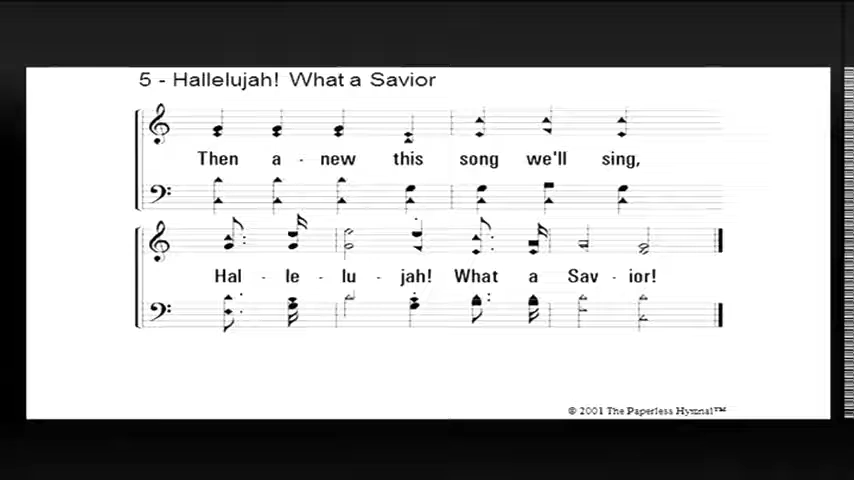 5 - Hallelujah! What a Savior
Then a - new this song we'll sing,
Hal - le - lu - jah! What a Sav - ior!
© 2001 The Paperless Hymnal™